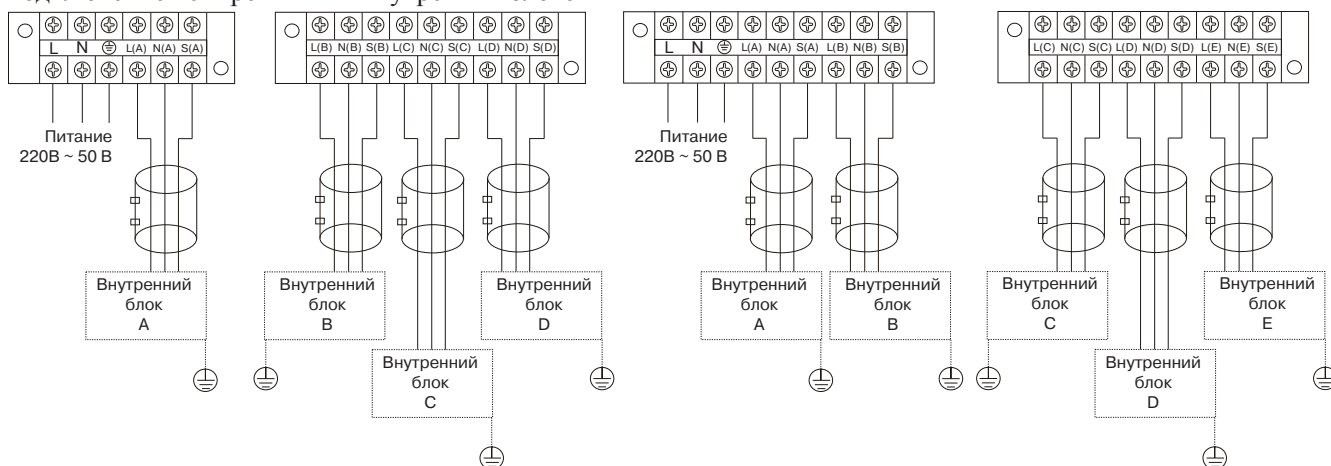 L N L(A) N(A) S(A)
L(B) N(B) S(B) L(C) N(C) S(C) L(D) N(D) S(D)
L N L(A) N(A) S(A) L(B) N(B) S(B)
L(C) N(C) S(C) L(D) N(D) S(D) L(E) N(E) S(E)
Питание
220В ~ 50 В
Питание
220В ~ 50 В
Внутренний
блок
A
Внутренний
блок
B
Внутренний
блок
C
Внутренний
блок
D
Внутренний
блок
A
Внутренний
блок
B
Внутренний
блок
C
Внутренний
блок
D
Внутренний
блок
E